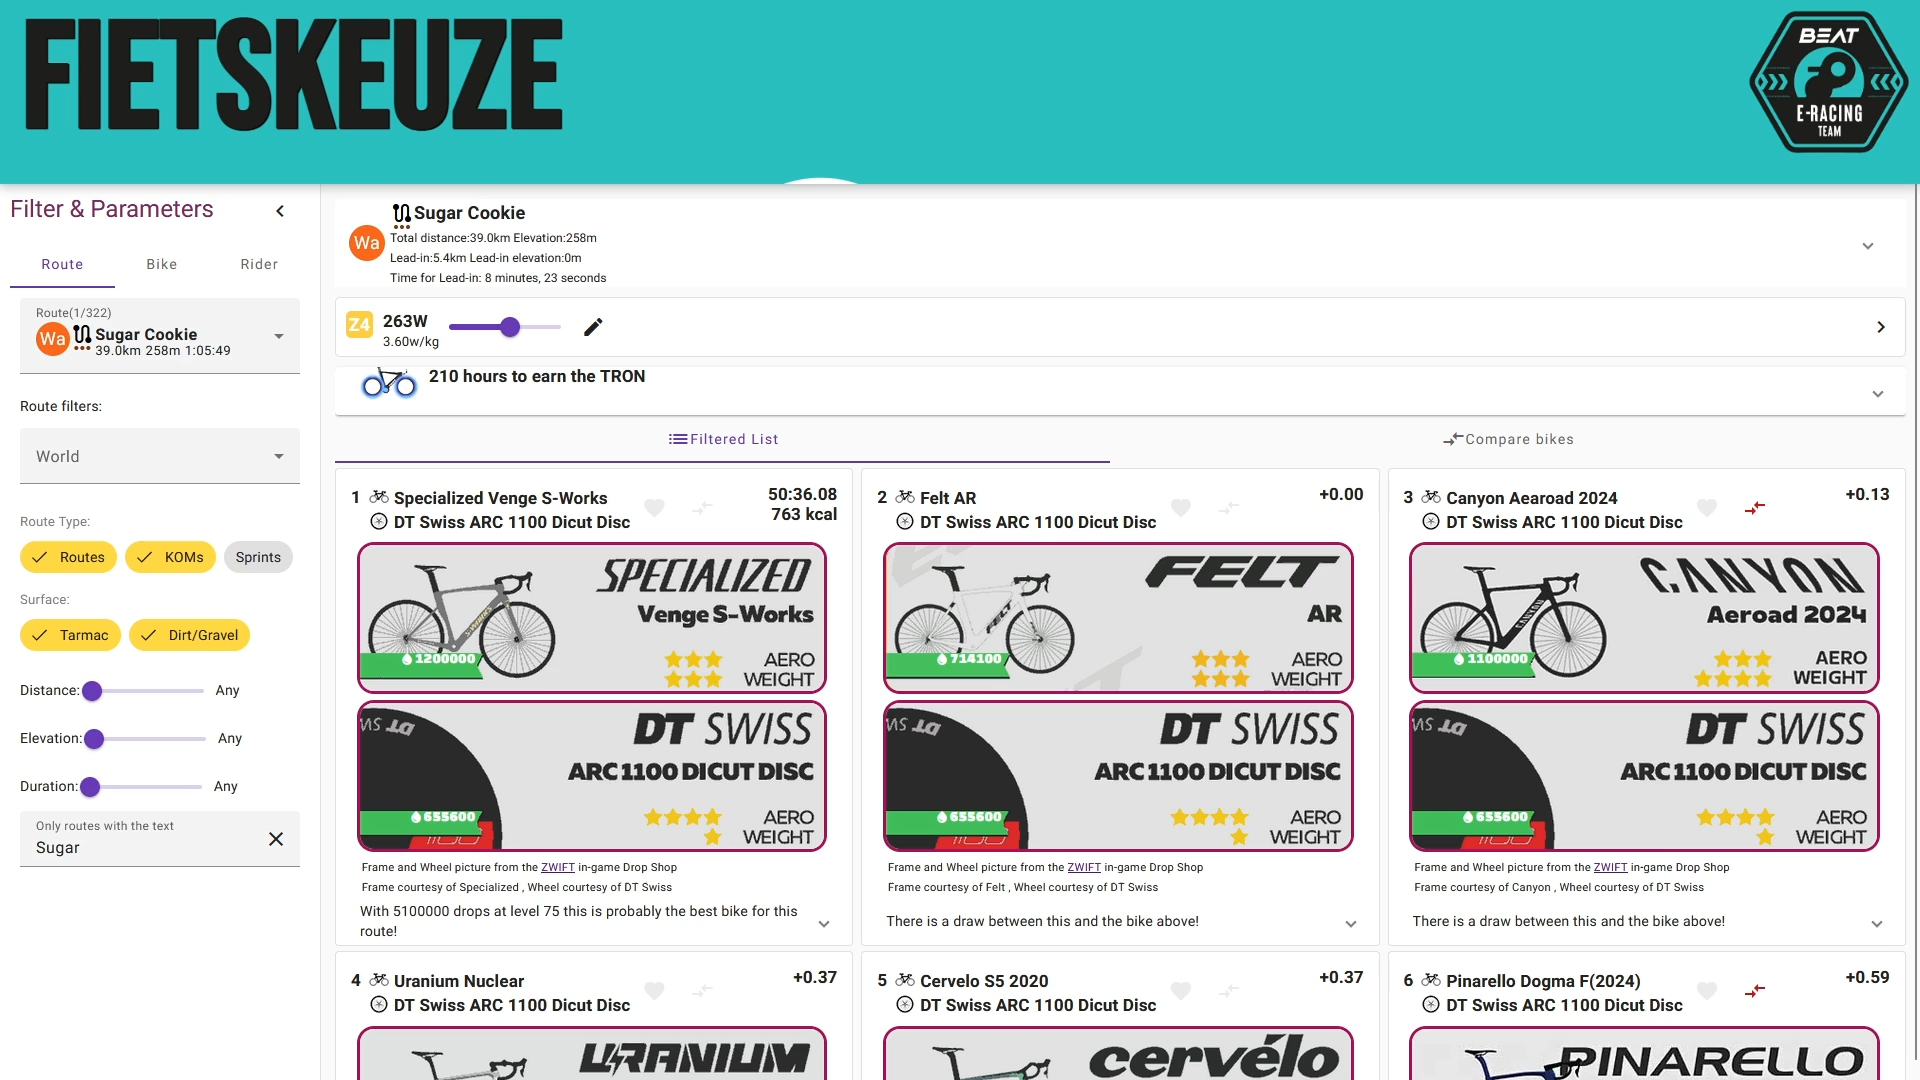 FIETSKEUZE
BEAT
E-RACING
TEAM
Filter & Parameters
Route
Bike
Rider
Route(1/322)
Wa
Sugar Cookie
39.0km 258m 1:05:49
Route filters:
World
Route Type:
Routes
KOMs
Sprints
Surface:
Tarmac
Dirt/Gravel
Distance:
Any
Elevation:
Any
Duration:
Any
Only routes with the text
Sugar
Sugar Cookie
Wa
Total distance:39.0km Elevation:258m
Lead-in:5.4km Lead-in elevation:0m
Time for Lead-in: 8 minutes, 23 seconds
Z4
263W
3.60w/kg
210 hours to earn the TRON
Filtered List
Compare bikes
1 Specialized Venge S-Works
DT Swiss ARC 1100 Dicut Disc
50:36.08
763 kcal
SPECIALIZED
Venge S-Works
1200000
AERO
WEIGHT
DT SWISS
ARC 1100 DICUT DISC
655600
AERO
WEIGHT
Frame and Wheel picture from the ZWIFT in-game Drop Shop
Frame courtesy of Specialized , Wheel courtesy of DT Swiss
With 5100000 drops at level 75 this is probably the best bike for this
route!
2 Felt AR
DT Swiss ARC 1100 Dicut Disc
+0.00
FELT
AR
714100
AERO
WEIGHT
DT SWISS
ARC 1100 DICUT DISC
655600
AERO
WEIGHT
Frame and Wheel picture from the ZWIFT in-game Drop Shop
Frame courtesy of Felt , Wheel courtesy of DT Swiss
There is a draw between this and the bike above!
3 Canyon Aearoad 2024
DT Swiss ARC 1100 Dicut Disc
+0.13
CANYON
Aeroad 2024
1100000
AERO
WEIGHT
DT SWISS
ARC 1100 DICUT DISC
655600
AERO
WEIGHT
Frame and Wheel picture from the ZWIFT in-game Drop Shop
Frame courtesy of Canyon , Wheel courtesy of DT Swiss
There is a draw between this and the bike above!
4 Uranium Nuclear
DT Swiss ARC 1100 Dicut Disc
+0.37
URANIUM
5 Cervelo S5 2020
DT Swiss ARC 1100 Dicut Disc
+0.37
cervélo
6 Pinarello Dogma F(2024)
DT Swiss ARC 1100 Dicut Disc
+0.59
PINARELLO